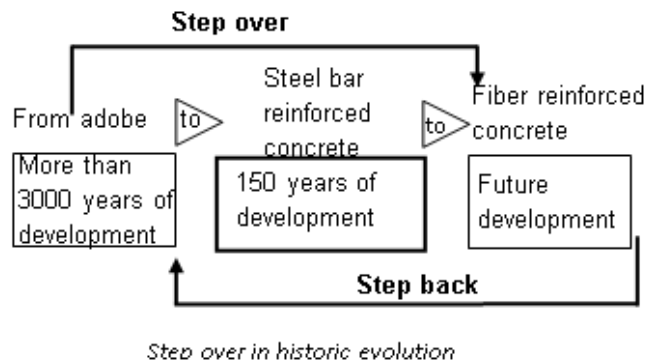 Step over
From adobe
to
Steel bar
reinforced
concrete
to
Fiber reinforced
concrete
More than
3000 years of
development
150 years of
development
Future
development
Step back
Step over in historic evolution